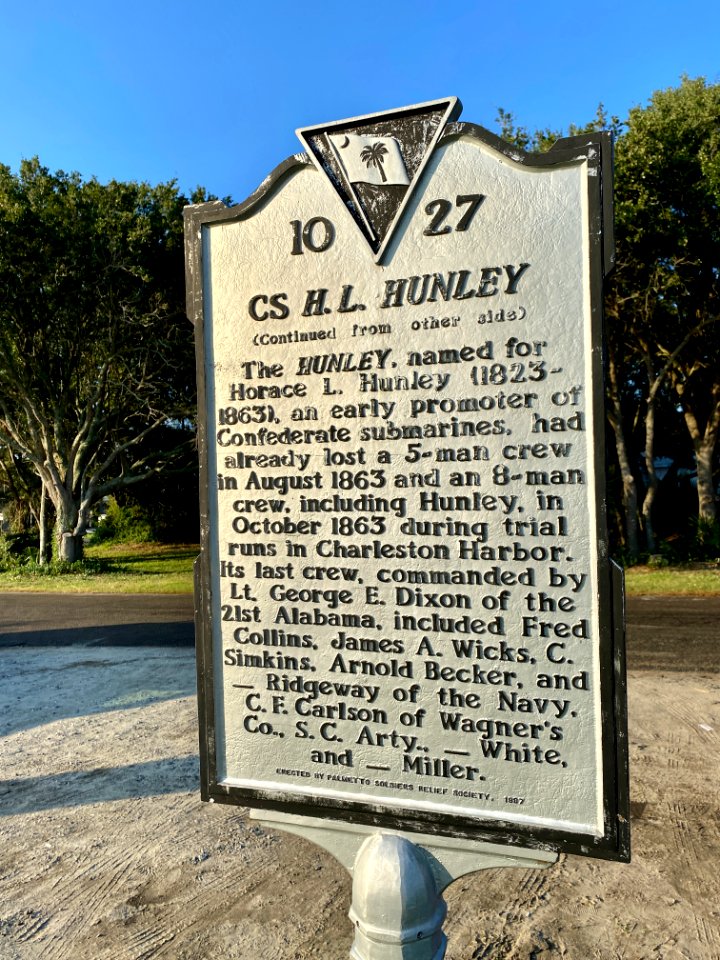 10 27
CS H. L. HUNLEY
(Continued from other side)
The HUNLEY, named for
Horace L. Hunley (1823-
1863), an early promoter of
Confederate submarines, had
already lost a 5-man crew
in August 1863 and an 8-man
crew, including Hunley, in
October 1863 during trial
runs in Charleston Harbor.
Its last crew, commanded by
Lt. George E. Dixon of the
21st Alabama, included Fred
Collins, James A. Wicks, C.
Simkins, Arnold Becker, and
— Ridgeway of the Navy,
C. F. Carlson of Wagner's
Co., S. C. Arty., — White,
and — Miller.
ERECTED BY PALMETTO SOLDIERS RELIEF SOCIETY, 1987